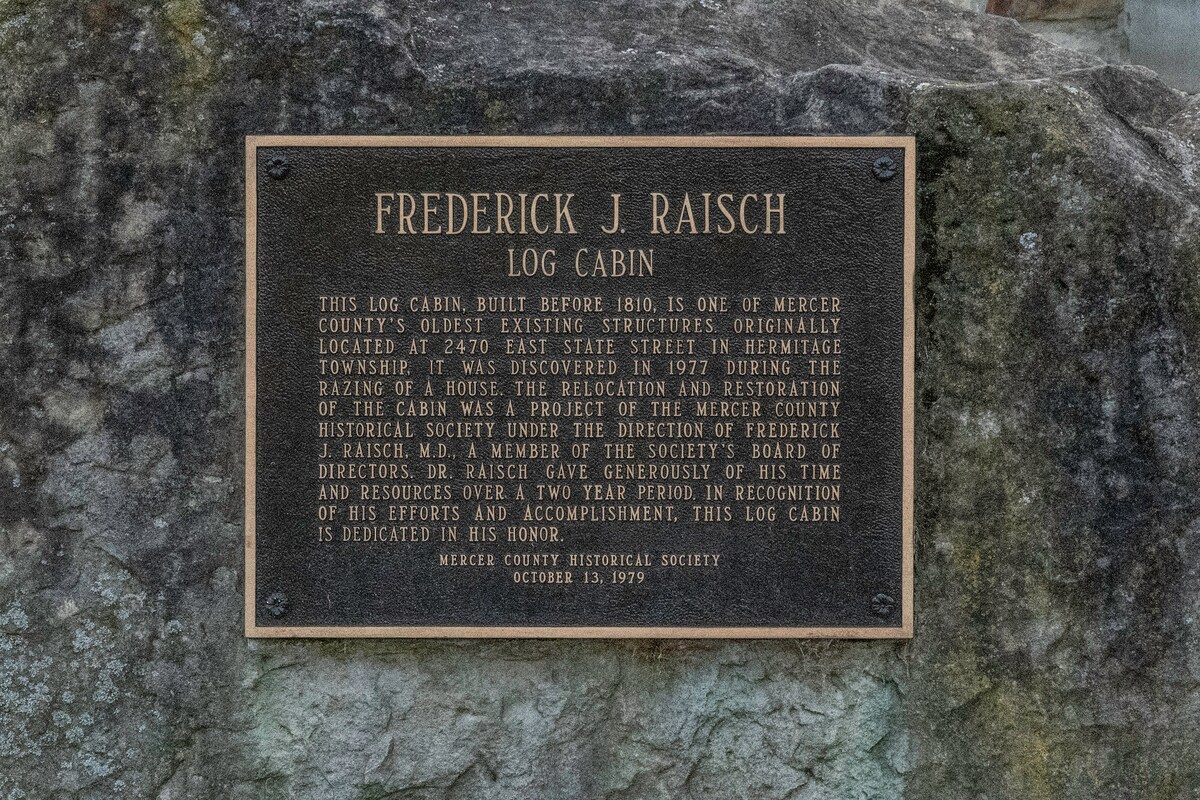 FREDERICK J. RAISCH
LOG CABIN
THIS LOG CABIN, BUILT BEFORE 1810, IS ONE OF MERCER
COUNTY'S OLDEST EXISTING STRUCTURES. ORIGINALLY
LOCATED AT 2470 EAST STATE STREET IN HERMITAGE
TOWNSHIP, IT WAS DISCOVERED IN 1977 DURING THE
RAZING OF A HOUSE. THE RELOCATION AND RESTORATION
OF THE CABIN WAS A PROJECT OF THE MERCER COUNTY
HISTORICAL SOCIETY UNDER THE DIRECTION OF FREDERICK
J. RAISCH, M.D., A MEMBER OF THE SOCIETY'S BOARD OF
DIRECTORS. DR. RAISCH GAVE GENEROUSLY OF HIS TIME
AND RESOURCES OVER A TWO YEAR PERIOD. IN RECOGNITION
OF HIS EFFORTS AND ACCOMPLISHMENT, THIS LOG CABIN
IS DEDICATED IN HIS HONOR.
MERCER COUNTY HISTORICAL SOCIETY
OCTOBER 13, 1979